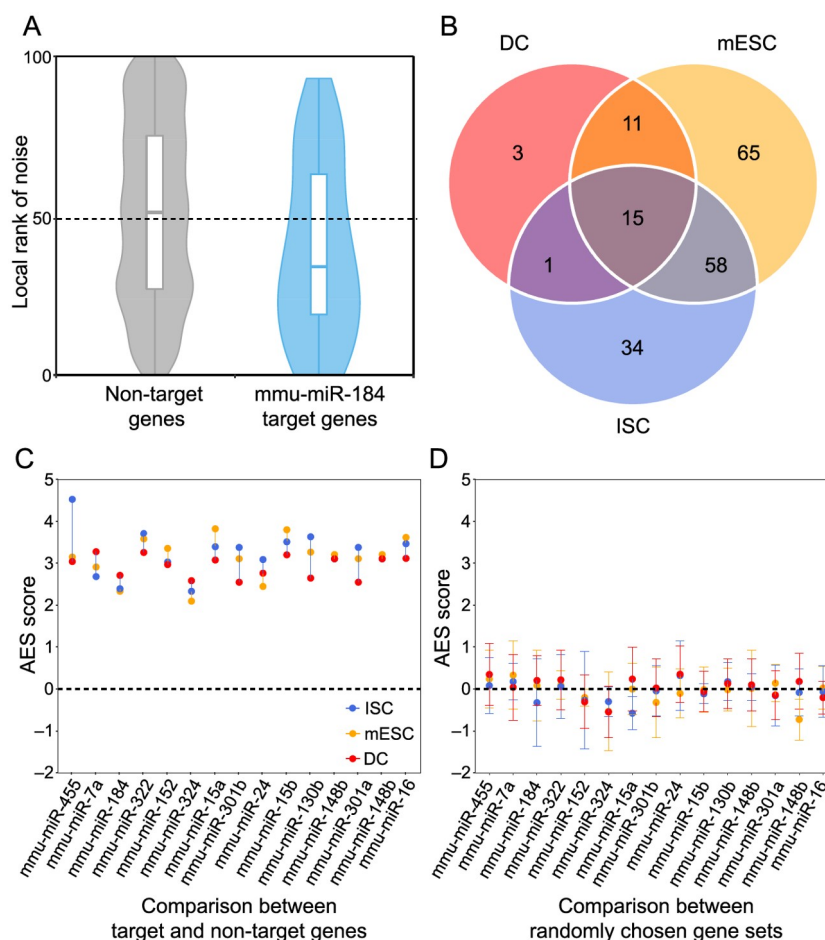 A
100
50
0
Local rank of noise
Non-target
genes
mmu-miR-184
target genes
B
DC
mESC
ISC
11
3
65
15
1
58
34
C
5
4
3
2
1
0
−1
−2
AES score
ISC
mESC
DC
mmu-miR-455
mmu-miR-7a
mmu-miR-184
mmu-miR-322
mmu-miR-152
mmu-miR-324
mmu-miR-15a
mmu-miR-301b
mmu-miR-24
mmu-miR-15b
mmu-miR-130b
mmu-miR-148b
mmu-miR-301a
mmu-miR-148b
mmu-miR-16
Comparison between
target and non-target genes
D
5
4
3
2
1
0
−1
−2
AES score
mmu-miR-455
mmu-miR-7a
mmu-miR-184
mmu-miR-322
mmu-miR-152
mmu-miR-324
mmu-miR-15a
mmu-miR-301b
mmu-miR-24
mmu-miR-15b
mmu-miR-130b
mmu-miR-148b
mmu-miR-301a
mmu-miR-148b
mmu-miR-16
Comparison between
randomly chosen gene sets